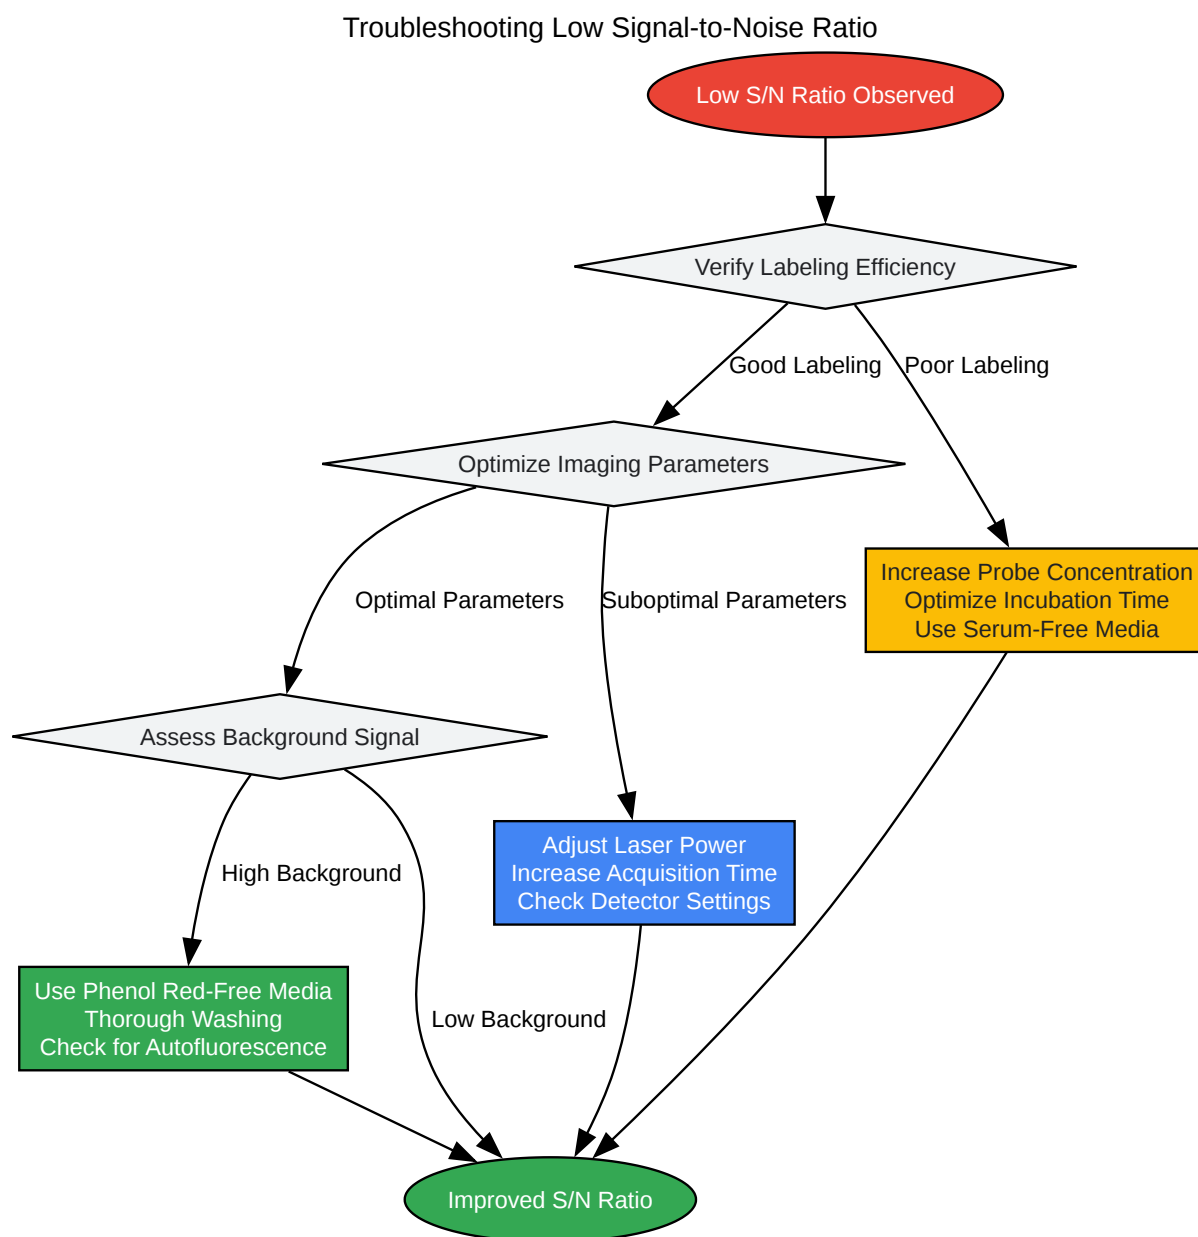 Troubleshooting Low Signal-to-Noise Ratio
Low S/N Ratio Observed
Verify Labeling Efficiency
Good Labeling
Poor Labeling
Optimize Imaging Parameters
Increase Probe Concentration
Optimize Incubation Time
Use Serum-Free Media
Optimal Parameters
Suboptimal Parameters
Assess Background Signal
Adjust Laser Power
Increase Acquisition Time
Check Detector Settings
High Background
Use Phenol Red-Free Media
Thorough Washing
Check for Autofluorescence
Low Background
Improved S/N Ratio